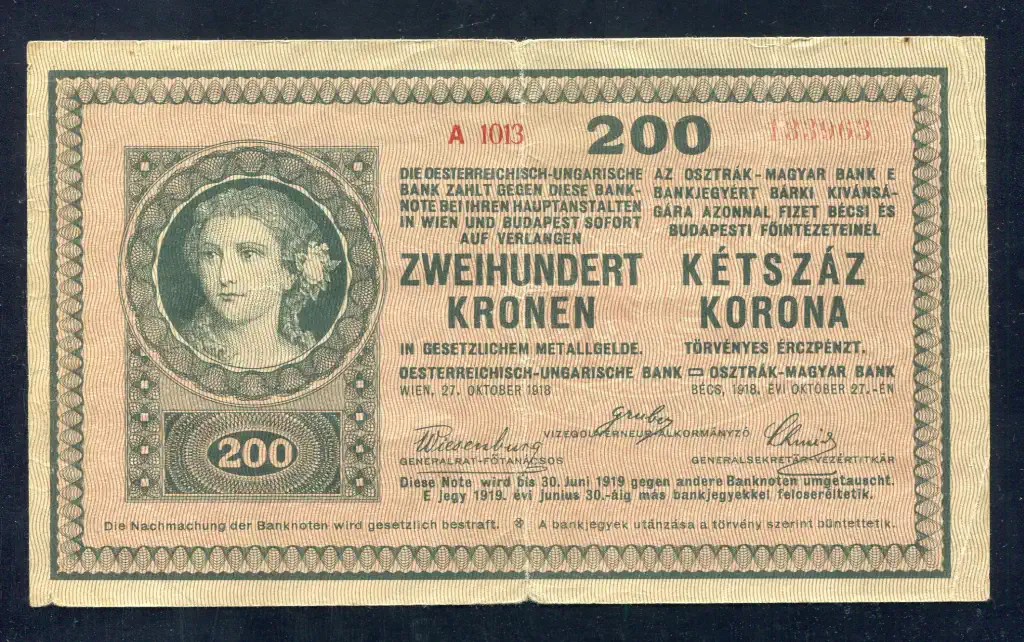 A 1013
200
133963
DIE OESTERREICHISCH-UNGARISCHE
BANK ZAHLT GEGEN DIESE BANK-
NOTE BEI IHREN HAUPTANSTALTEN
IN WIEN UND BUDAPEST SOFORT
AUF VERLANGEN
ZWEIHUNDERT
KRONEN
IN GESETZLICHEM METALLGELDE.
OESTERREICHISCH-UNGARISCHE BANK
WIEN, 27. OKTOBER 1918
AZ OSZTRÁK-MAGYAR BANK E
BANKJEGYÉRT BÁRKI KIVÁNSÁ-
GÁRA AZONNAL FIZET BÉCSI ÉS
BUDAPESTI FŐINTÉZETEINÉL
KÉTSZÁZ
KORONA
TÖRVÉNYES ÉRCZPÉNZT.
OSZTRÁK-MAGYAR BANK
BÉCS, 1918. ÉVI OKTÓBER 27.-ÉN
Wiesenburg
GENERALRAT-FŐTANÁCSOS
Gruber
VIZEGOUVERNEUR-ALKORMÁNYZÓ
Schmid
GENERALSEKRETÄR-VEZÉRTITKÁR
200
Diese Note wird bis 30. Juni 1919 gegen andere Banknoten umgetauscht.
E jegy 1919. évi junius 30.-áig más bankjegyekkel felcseréltetik.
Die Nachmachung der Banknoten wird gesetzlich bestraft. A bankjegyek utánzása a törvény szerint büntettetik.